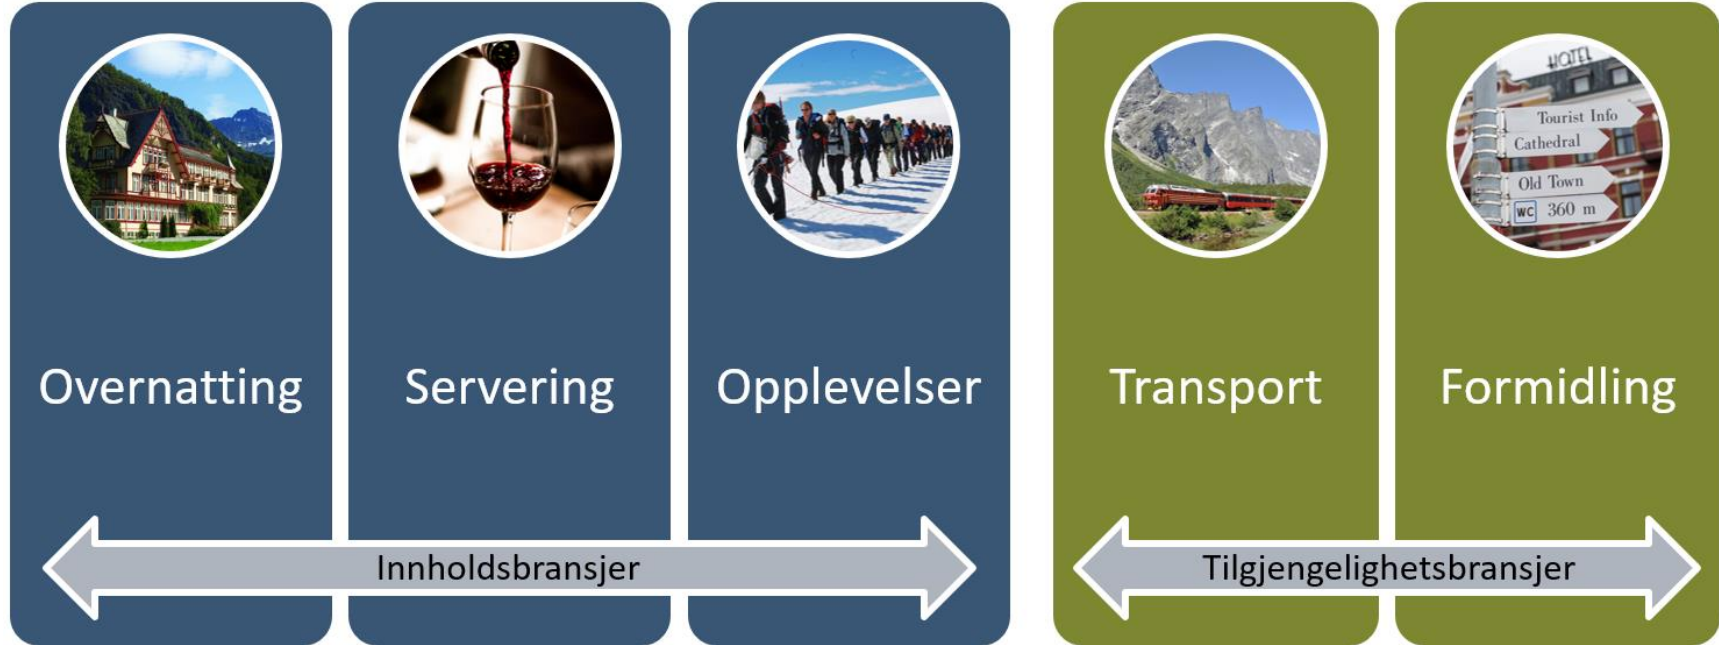 HOTEL
Tourist Info
Cathedral
Old Town
WC 360 m
Overnatting
Servering
Opplevelser
Transport
Formidling
Innholdsbransjer
Tilgjengelighetsbransjer